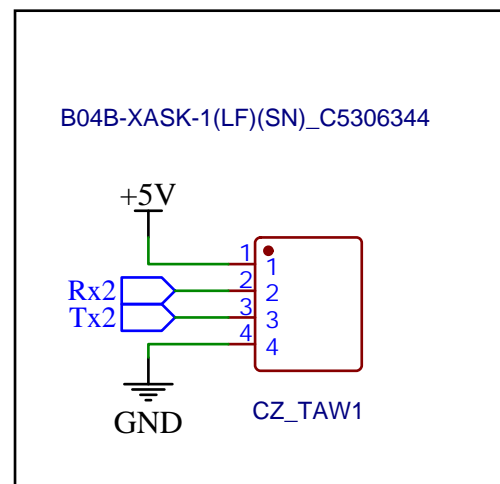 B04B-XASK-1(LF)(SN)_C5306344
+5V
1 1
Rx2 2 2
Tx2 3 3
4 4
GND
CZ_TAW1